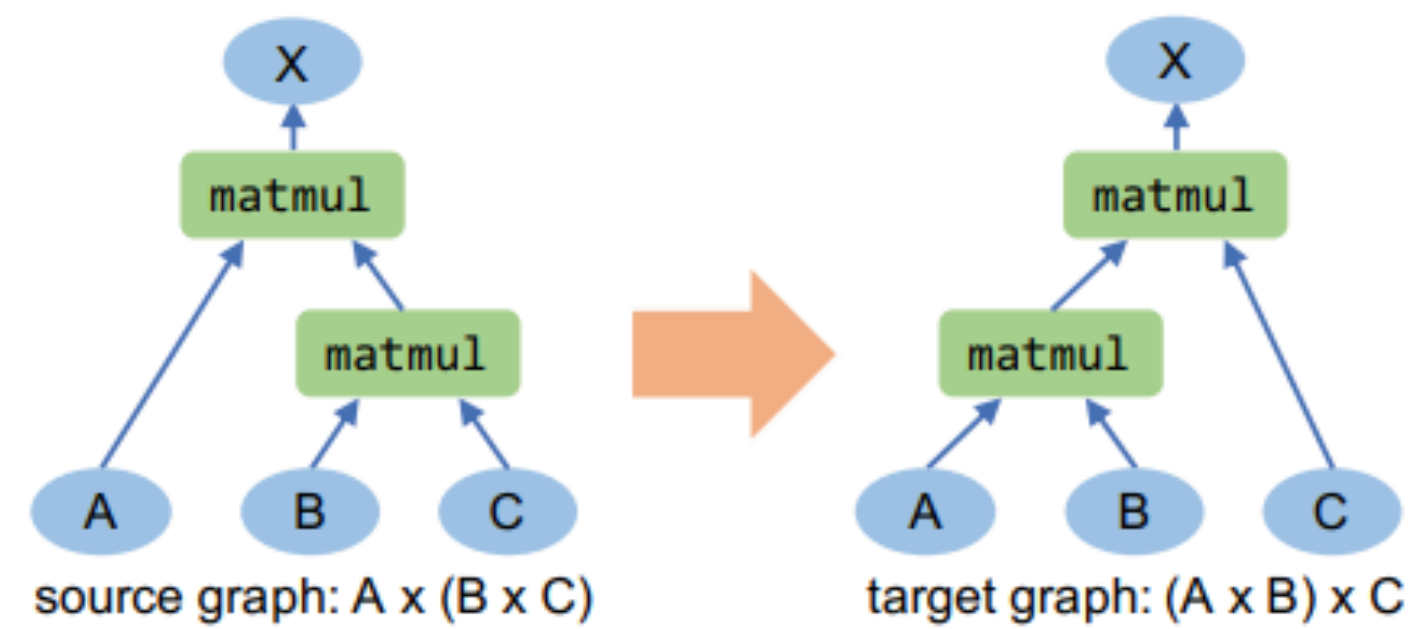 X X
matmul matmul
matmul matmul
A B C A B C
source graph: A x (B x C) target graph: (A x B) x C